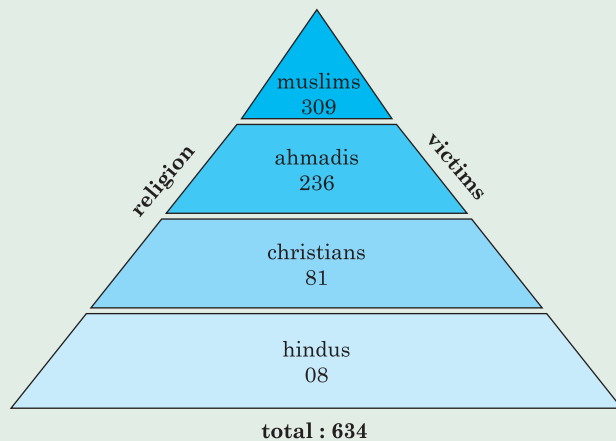 muslims
309
religion
victims
ahmadis
236
christians
81
hindus
08
total : 634